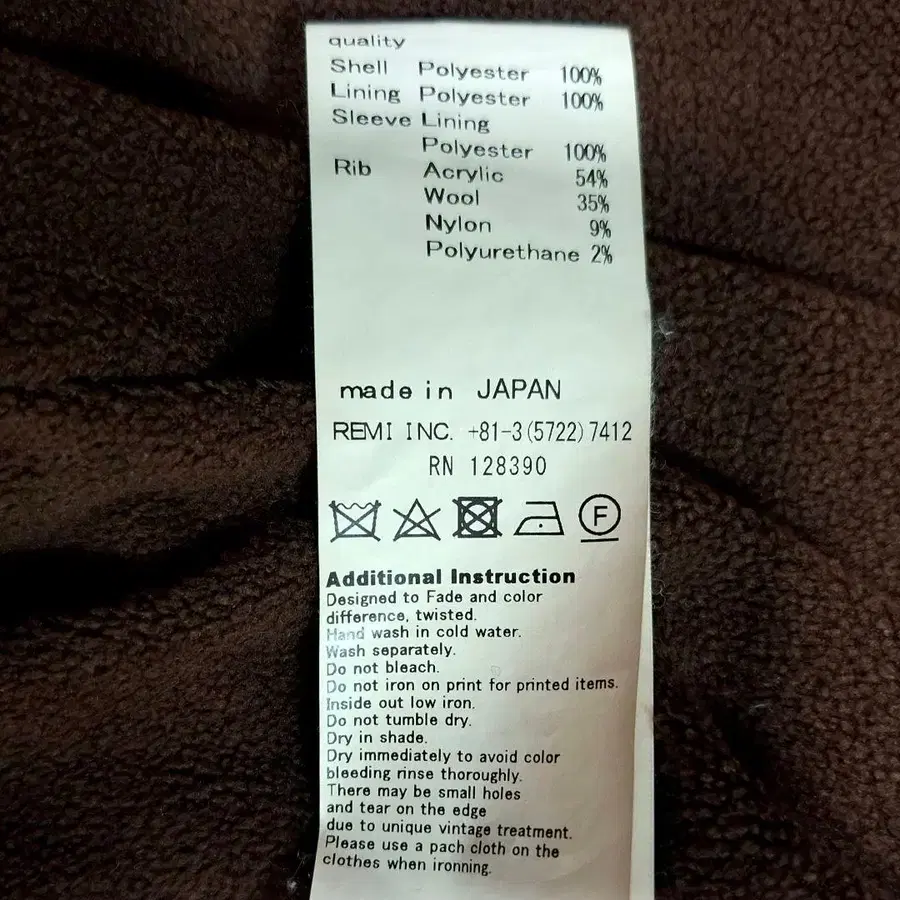 quality
Shell Polyester 100%
Lining Polyester 100%
Sleeve Lining
Polyester 100%
Rib Acrylic 54%
Wool 35%
Nylon 9%
Polyurethane 2%
made in JAPAN
REMI INC. +81-3(5722)7412
RN 128390
F
Additional Instruction
Designed to Fade and color
difference, twisted.
Hand wash in cold water.
Wash separately.
Do not bleach.
Do not iron on print for printed items.
Inside out low iron.
Do not tumble dry.
Dry in shade.
Dry immediately to avoid color
bleeding rinse thoroughly.
There may be small holes
and tear on the edge
due to unique vintage treatment.
Please use a pach cloth on the
clothes when ironning.